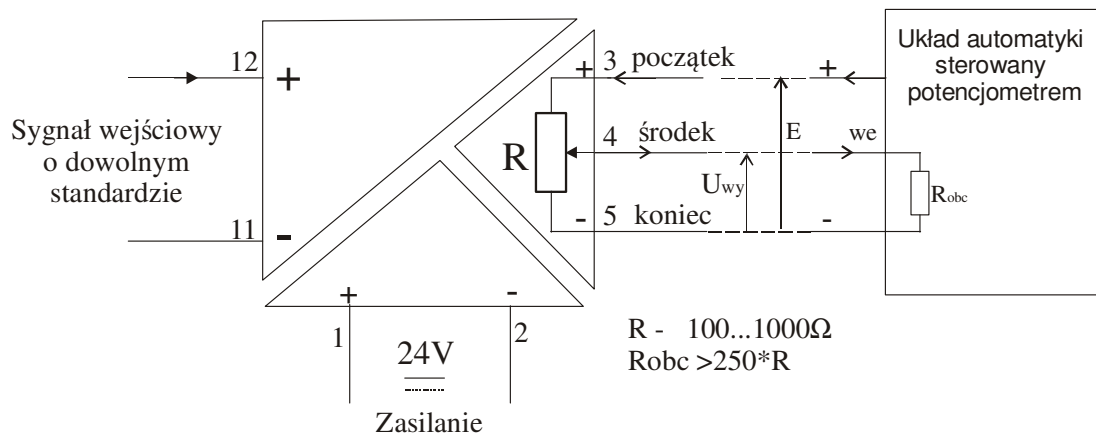 Sygnał wejściowy
o dowolnym
standardzie
12
+
11
-
+
-
1
2
24V
Zasilanie
R
+ 3 początek
4 środek
- 5 koniec
E
Uwy
+
we
-
Układ automatyki
sterowany
potencjometrem
Robc
R - 100...1000Ω
Robc >250*R